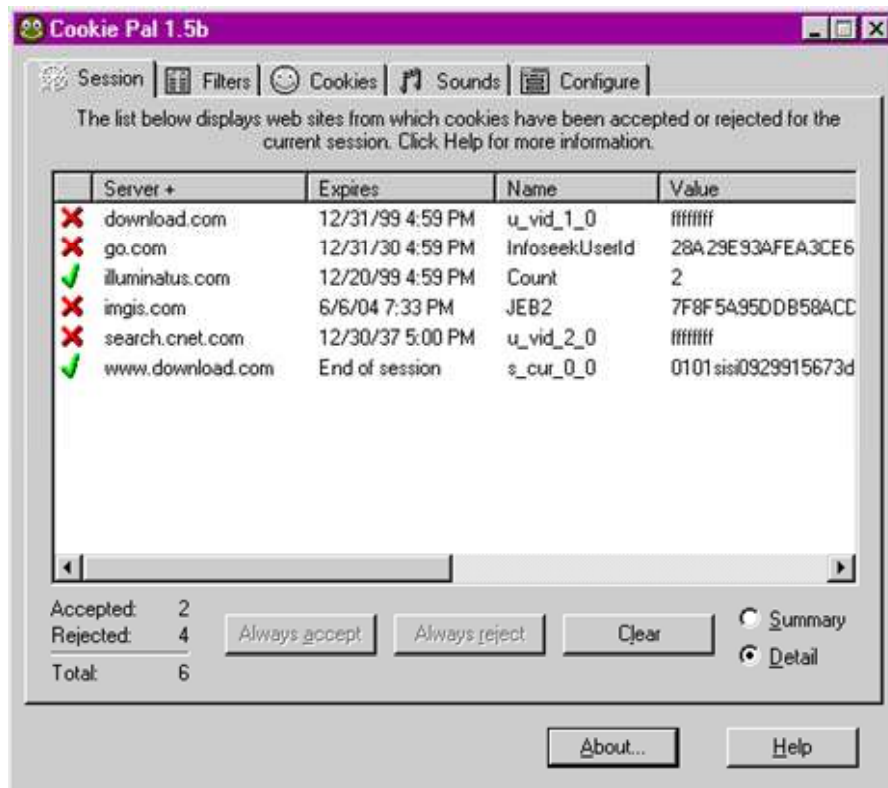 Cookie Pal 1.5b
Session Filters Cookies Sounds Configure
The list below displays web sites from which cookies have been accepted or rejected for the
current session. Click Help for more information.
Server + Expires Name Value
download.com 12/31/99 4:59 PM u_vid_1_0 ffffffff
go.com 12/31/30 4:59 PM InfoseekUserId 28A29E93AFEA3CE6
illuminatus.com 12/20/99 4:59 PM Count 2
imgis.com 6/6/04 7:33 PM JEB2 7F8F5A95DDB58ACD
search.cnet.com 12/30/37 5:00 PM u_vid_2_0 ffffffff
www.download.com End of session s_cur_0_0 0101sisi0929915673d
Accepted: 2
Rejected: 4
Always accept Always reject Clear
Summary
Detail
Total: 6
About... Help